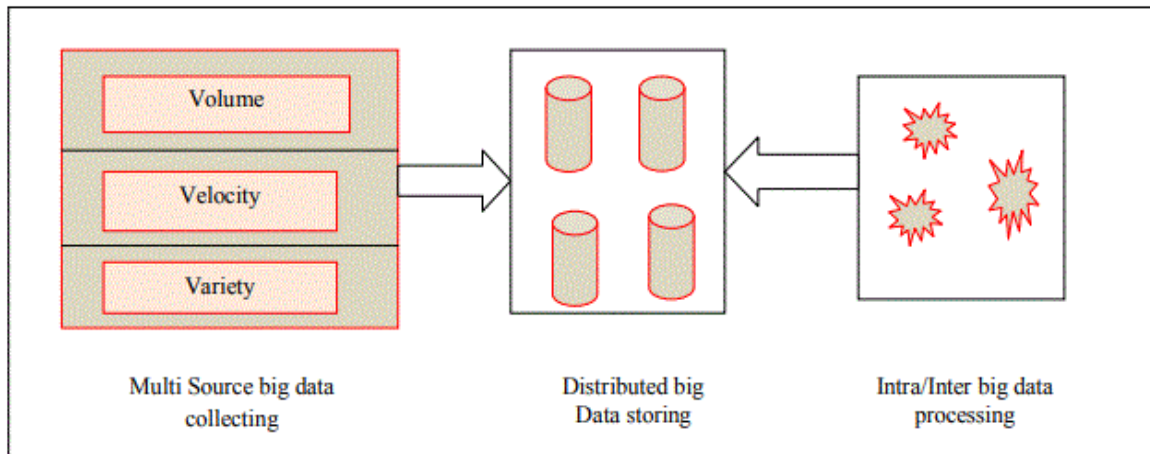 Volume
Velocity
Variety
Multi Source big data
collecting
Distributed big
Data storing
Intra/Inter big data
processing